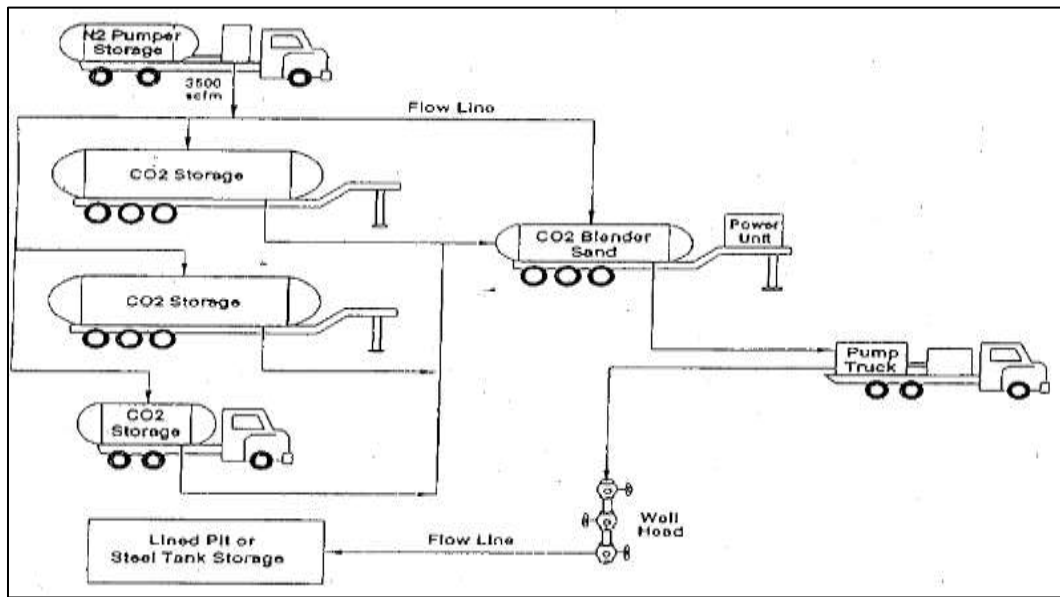 N2 Pumper
Storage
3500
scfm
Flow Line
CO2 Storage
CO2 Blender
Sand
Power
Unit
CO2 Storage
Pump
Truck
CO2
Storage
Well
Head
Lined Pit or
Steel Tank Storage
Flow Line